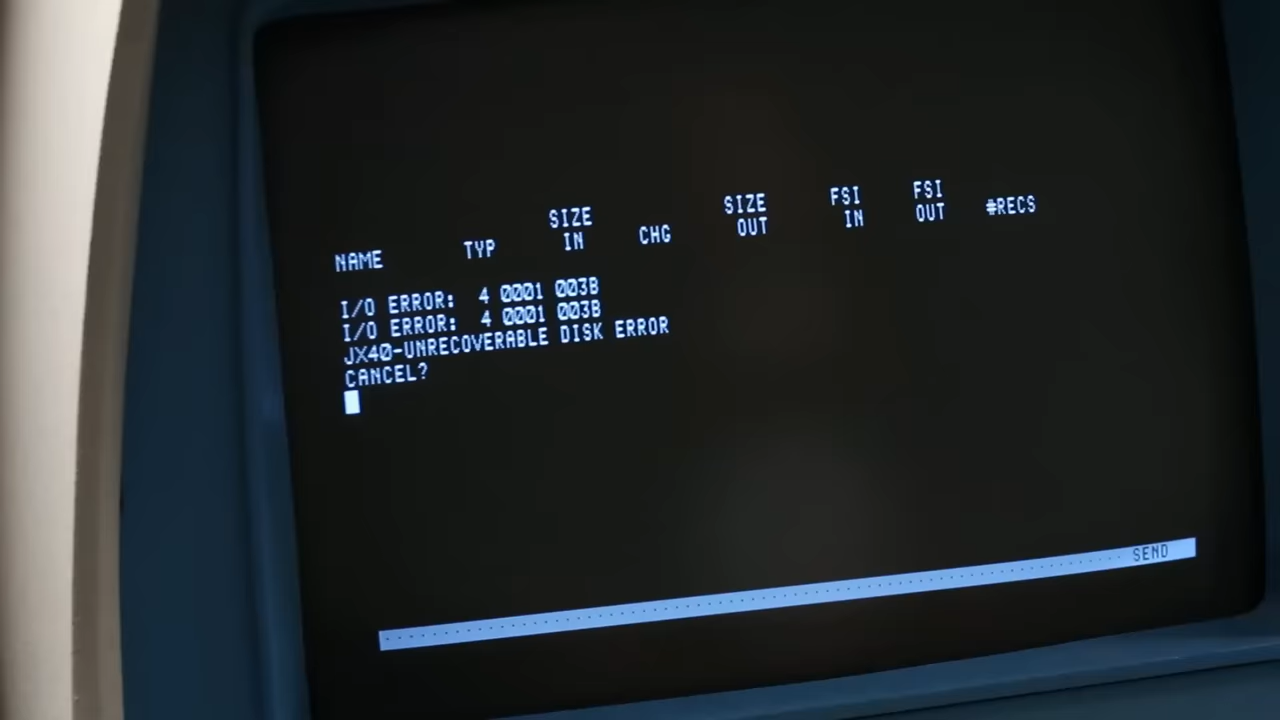 SIZE SIZE FSI FSI
NAME TYP IN CHG OUT IN OUT #RECS
I/O ERROR: 4 0001 003B
I/O ERROR: 4 0001 003B
JX40-UNRECOVERABLE DISK ERROR
CANCEL?
SEND